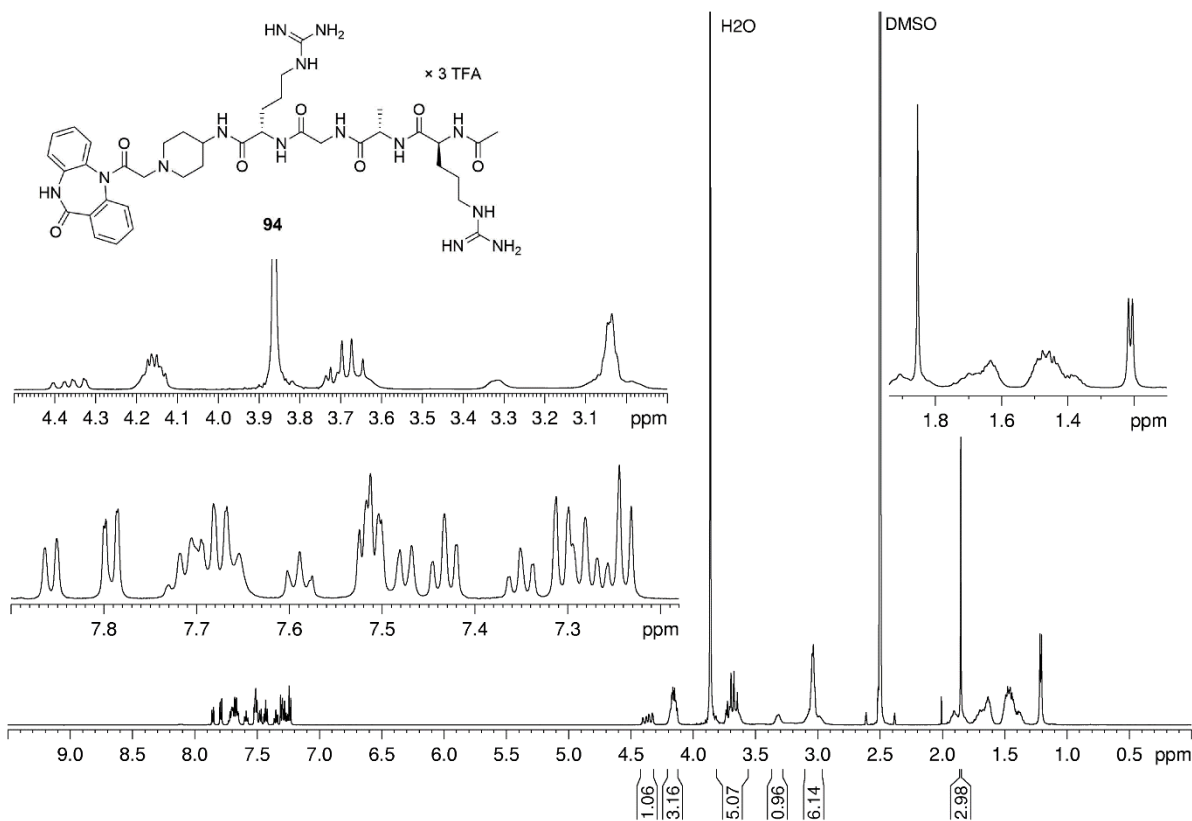 H2O
DMSO
NH
HN NH2
NH
× 3 TFA
O
H
N
O
H
N
O
H
N
O
H
N
N
H
O
N
H
O
N
H
O
N
HN
O
NH
HN NH2
94
4.4 4.3 4.2 4.1 4.0 3.9 3.8 3.7 3.6 3.5 3.4 3.3 3.2 3.1 ppm
1.8 1.6 1.4 ppm
7.8 7.7 7.6 7.5 7.4 7.3 ppm
9.0 8.5 8.0 7.5 7.0 6.5 6.0 5.5 5.0 4.5 4.0 3.5 3.0 2.5 2.0 1.5 1.0 0.5 ppm
1.06 3.16 5.07 0.96 6.14 2.98